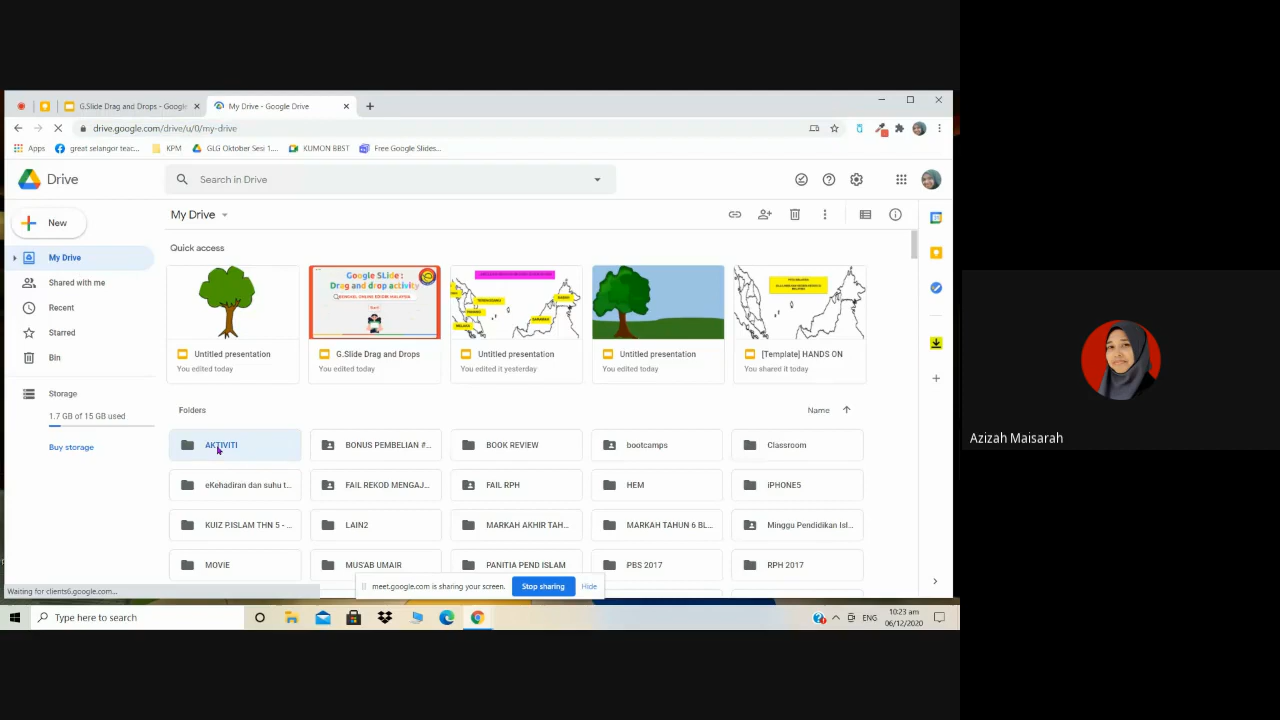 G.Slide Drag and Drops - Google
My Drive - Google Drive
drive.google.com/drive/u/0/my-drive
Apps
great selangor teac...
KPM
GLG Oktober Sesi 1....
KUMON BBST
Free Google Slides...
Drive
Search in Drive
New
My Drive
Shared with me
Recent
Starred
Bin
Storage
1.7 GB of 15 GB used
Buy storage
My Drive
Quick access
Google SLide :
Drag and drop activity
Untitled presentation
You edited today
G.Slide Drag and Drops
You edited today
Untitled presentation
You edited it yesterday
Untitled presentation
You edited today
[Template] HANDS ON
You shared it today
Folders
Name
AKTIVITI
BONUS PEMBELIAN #...
BOOK REVIEW
bootcamps
Classroom
eKehadiran dan suhu t...
FAIL REKOD MENGAJ...
FAIL RPH
HEM
iPHONE5
KUIZ P.ISLAM THN 5 - ...
LAIN2
MARKAH AKHIR TAH...
MARKAH TAHUN 6 BL...
Minggu Pendidikan Isl...
MOVIE
MUS'AB UMAIR
PANITIA PEND ISLAM
PBS 2017
RPH 2017
Waiting for clients6.google.com...
meet.google.com is sharing your screen.
Stop sharing
Hide
Type here to search
ENG
10:23 am
06/12/2020
Azizah Maisarah